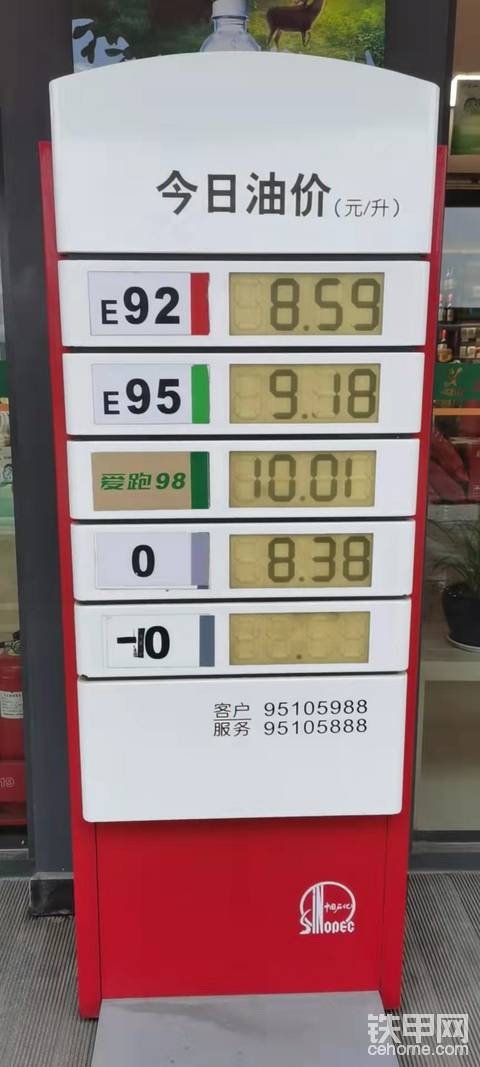 今日油价(元/升)
E92 8.59
E95 9.18
爱跑98 10.01
0 8.38
-10
客户 95105988
服务 95105888
中国石化
SINOPEC
铁甲网
cehome.com